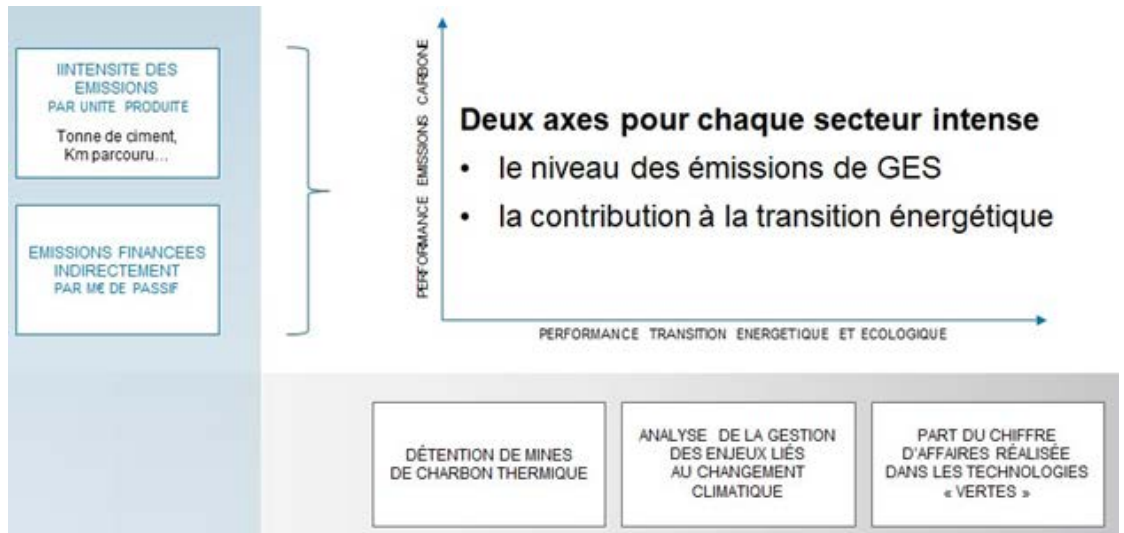 IINTENSITE DES
EMISSIONS
PAR UNITE PRODUITE
Tonne de ciment,
Km parcouru...
EMISSIONS FINANCEES
INDIRECTEMENT
PAR M€ DE PASSIF
PERFORMANCE EMISSIONS CARBONE
Deux axes pour chaque secteur intense
• le niveau des émissions de GES
• la contribution à la transition énergétique
PERFORMANCE TRANSITION ENERGETIQUE ET ECOLOGIQUE
DÉTENTION DE MINES
DE CHARBON THERMIQUE
ANALYSE DE LA GESTION
DES ENJEUX LIÉS
AU CHANGEMENT
CLIMATIQUE
PART DU CHIFFRE
D'AFFAIRES RÉALISÉE
DANS LES TECHNOLOGIES
« VERTES »